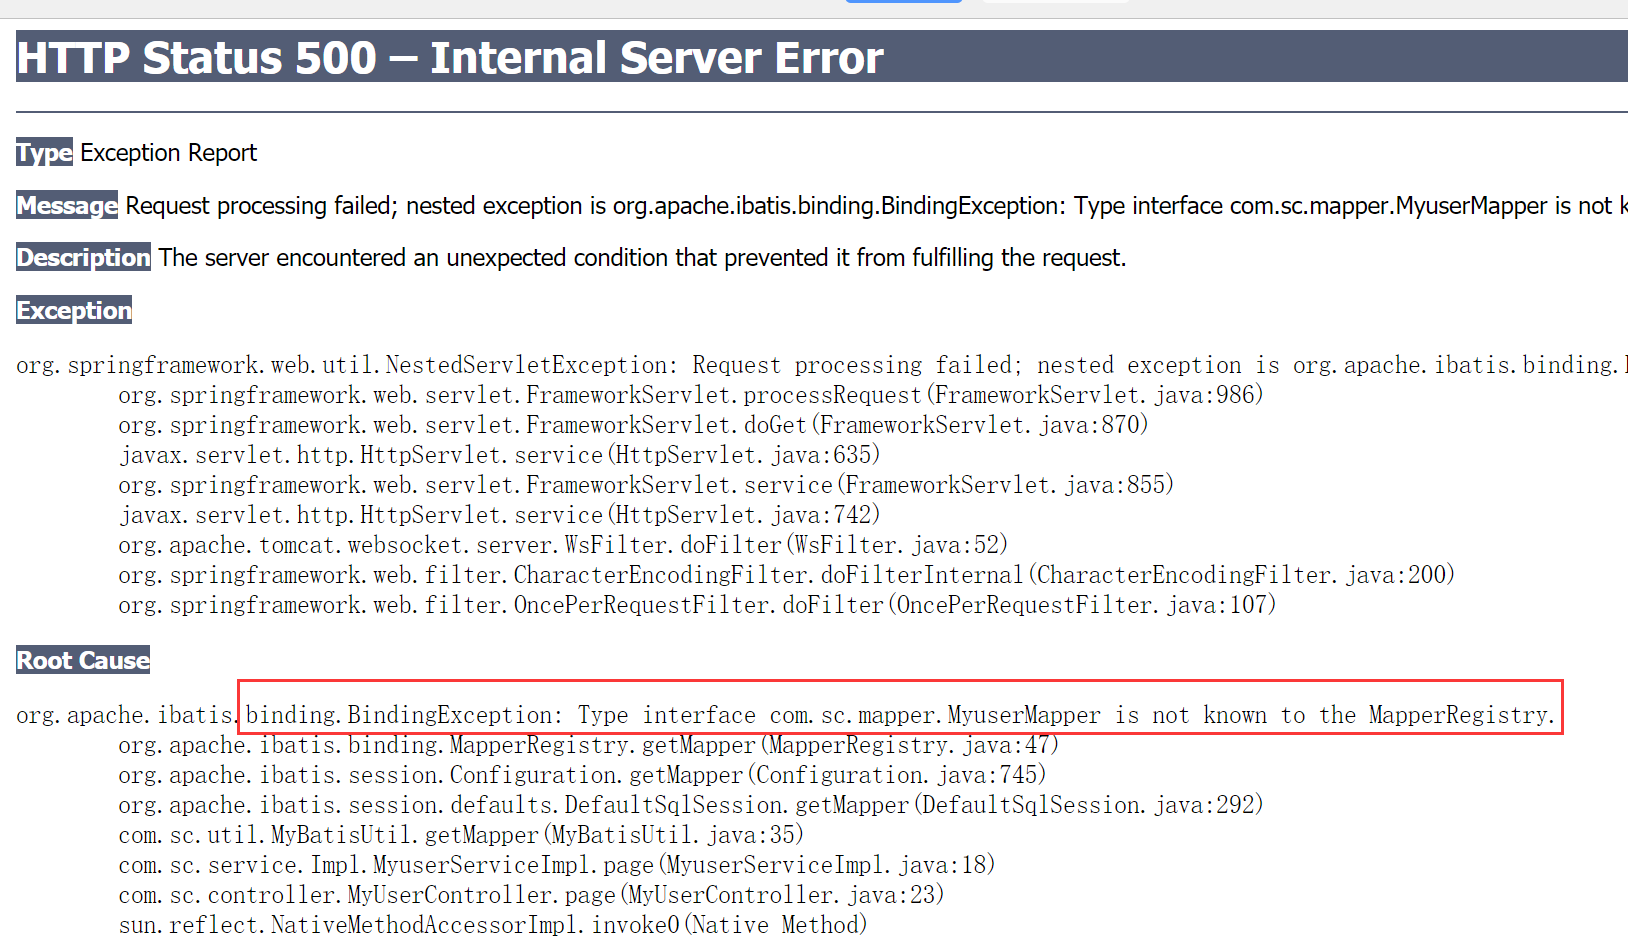 HTTP Status 500 – Internal Server Error
Type Exception Report
Message Request processing failed; nested exception is org.apache.ibatis.binding.BindingException: Type interface com.sc.mapper.MyuserMapper is not
Description The server encountered an unexpected condition that prevented it from fulfilling the request.
Exception
org.springframework.web.util.NestedServletException: Request processing failed; nested exception is org.apache.ibatis.binding.
org.springframework.web.servlet.FrameworkServlet.processRequest(FrameworkServlet.java:986)
org.springframework.web.servlet.FrameworkServlet.doGet(FrameworkServlet.java:870)
javax.servlet.http.HttpServlet.service(HttpServlet.java:635)
org.springframework.web.servlet.FrameworkServlet.service(FrameworkServlet.java:855)
javax.servlet.http.HttpServlet.service(HttpServlet.java:742)
org.apache.tomcat.websocket.server.WsFilter.doFilter(WsFilter.java:52)
org.springframework.web.filter.CharacterEncodingFilter.doFilterInternal(CharacterEncodingFilter.java:200)
org.springframework.web.filter.OncePerRequestFilter.doFilter(OncePerRequestFilter.java:107)
Root Cause
org.apache.ibatis.binding.BindingException: Type interface com.sc.mapper.MyuserMapper is not known to the MapperRegistry.
org.apache.ibatis.binding.MapperRegistry.getMapper(MapperRegistry.java:47)
org.apache.ibatis.session.Configuration.getMapper(Configuration.java:745)
org.apache.ibatis.session.defaults.DefaultSqlSession.getMapper(DefaultSqlSession.java:292)
com.sc.util.MyBatisUtil.getMapper(MyBatisUtil.java:35)
com.sc.service.Impl.MyuserServiceImpl.page(MyuserServiceImpl.java:18)
com.sc.controller.MyUserController.page(MyUserController.java:23)
sun.reflect.NativeMethodAccessorImpl.invoke0(Native Method)